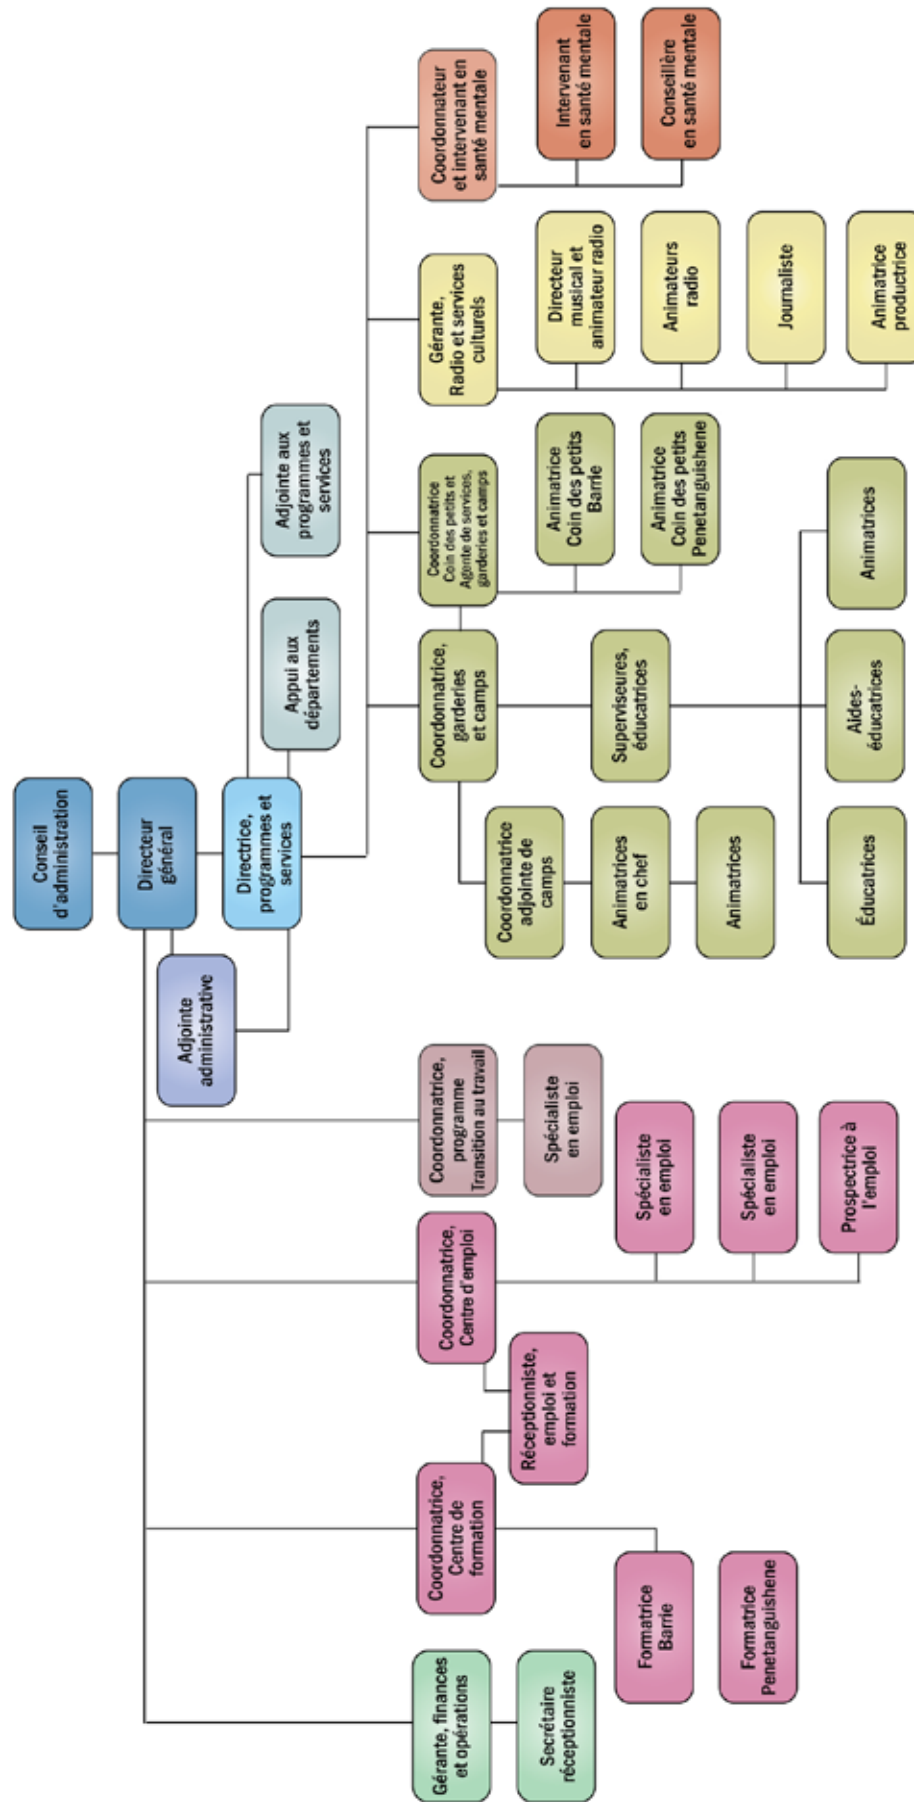 Conseil
d'administration
Directeur
général
Adjointe
administrative
Directrice,
programmes et
services
Appui aux
départements
Adjointe aux
programmes et
services
Gérante, finances
et opérations
Secrétaire
réceptionniste
Coordonnatrice,
Centre de
formation
Formatrice
Barrie
Formatrice
Penetanguishene
Réceptionniste,
emploi et
formation
Coordonnatrice,
Centre d'emploi
Spécialiste
en emploi
Spécialiste
en emploi
Prospectrice à
l'emploi
Coordonnatrice,
programme
Transition au travail
Spécialiste
en emploi
Coordonnatrice,
garderies
et camps
Coordonnatrice
adjointe de
camps
Animatrices
en chef
Animatrices
Superviseures,
éducatrices
Éducatrices
Aides-
éducatrices
Animatrices
Coordonnatrice
Coin des petits et
Agente de services,
garderies et camps
Animatrice
Coin des petits
Barrie
Animatrice
Coin des petits
Penetanguishene
Gérante,
Radio et services
culturels
Directeur
musical et
animateur radio
Animateurs
radio
Journaliste
Animatrice
productrice
Coordonnateur
et intervenant en
santé mentale
Intervenant
en santé mentale
Conseillère
en santé mentale